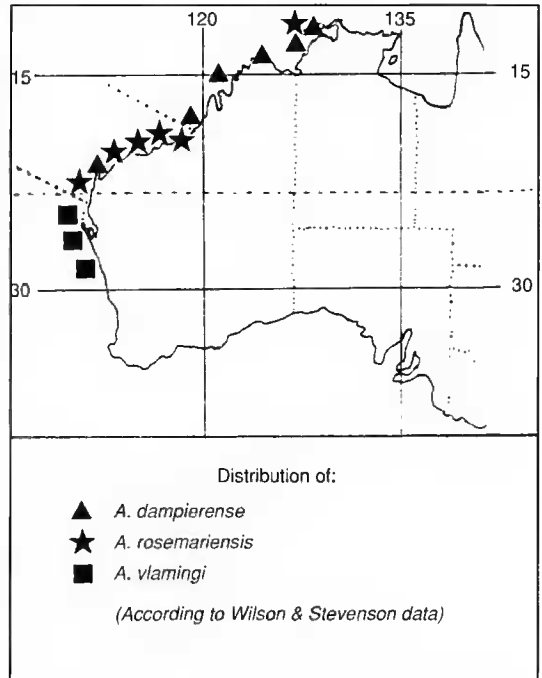 120 135
15 15
30 30
Distribution of:
A. dampierense
A. rosemariensis
A. vlamingi
(According to Wilson & Stevenson data)